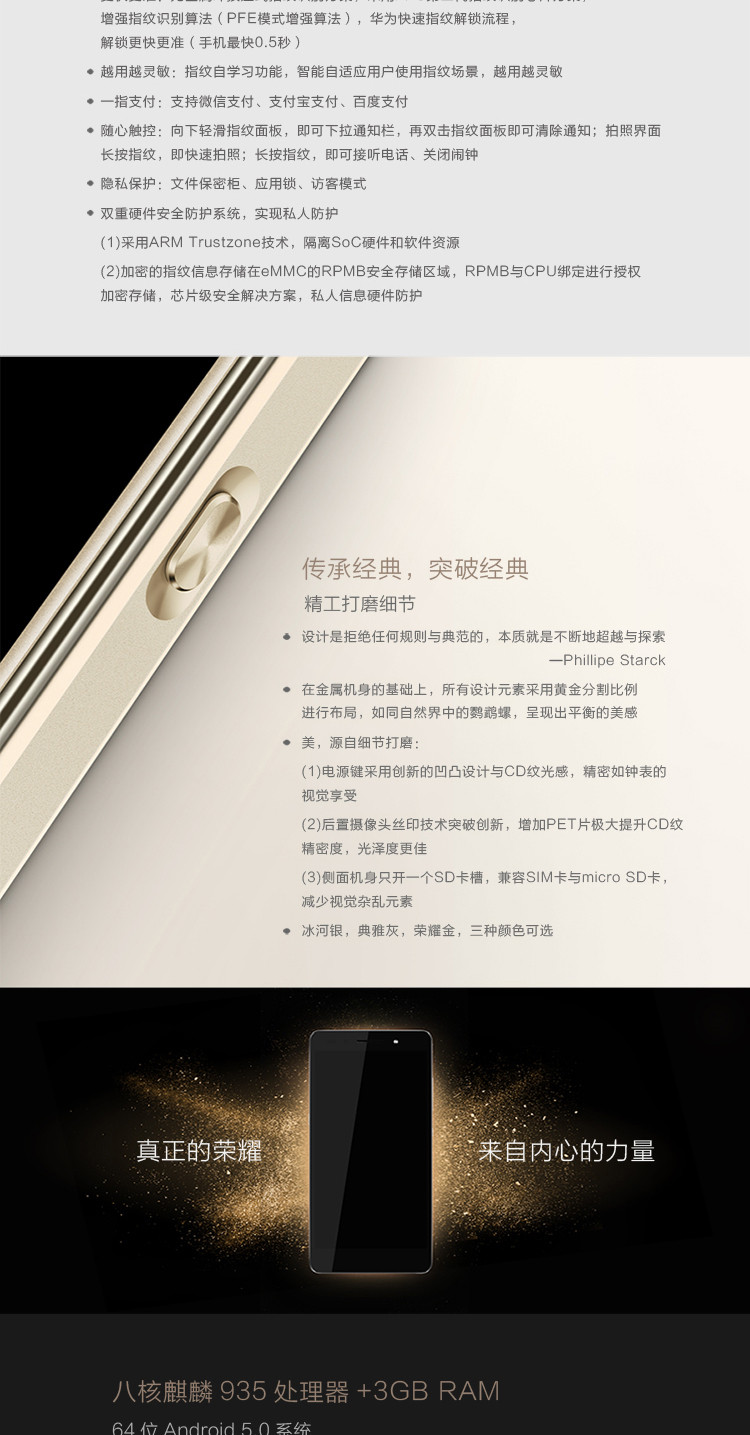 增强指纹识别算法（PFE模式增强算法），华为快速指纹解锁流程，
解锁更快更准（手机最快0.5秒）
越用越灵敏：指纹自学习功能，智能自适应用户使用指纹场景，越用越灵敏
一指支付：支持微信支付、支付宝支付、百度支付
随心触控：向下轻滑指纹面板，即可下拉通知栏，再双击指纹面板即可清除通知；拍照界面
长按指纹，即快速拍照；长按指纹，即可接听电话、关闭闹钟
隐私保护：文件保密柜、应用锁、访客模式
双重硬件安全防护系统，实现私人防护
(1)采用ARM Trustzone技术，隔离SoC硬件和软件资源
(2)加密的指纹信息存储在eMMC的RPMB安全存储区域，RPMB与CPU绑定进行授权
加密存储，芯片级安全解决方案，私人信息硬件防护
传承经典，突破经典
精工打磨细节
设计是拒绝任何规则与典范的，本质就是不断地超越与探索
—Phillipe Starck
在金属机身的基础上，所有设计元素采用黄金分割比例
进行布局，如同自然界中的鹦鹉螺，呈现出平衡的美感
美，源自细节打磨：
(1)电源键采用创新的凹凸设计与CD纹光感，精密如钟表的
视觉享受
(2)后置摄像头丝印技术突破创新，增加PET片极大提升CD纹
精密度，光泽度更佳
(3)侧面机身只开一个SD卡槽，兼容SIM卡与micro SD卡，
减少视觉杂乱元素
冰河银，典雅灰，荣耀金，三种颜色可选
真正的荣耀
来自内心的力量
八核麒麟 935 处理器 +3GB RAM
64 位 Android 5.0 系统